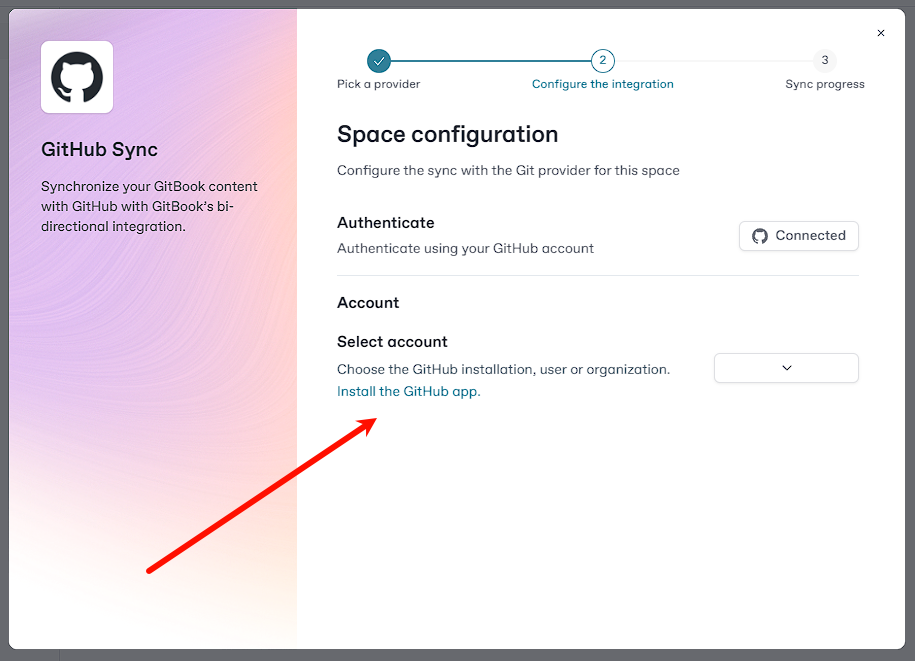 GitHub Sync
Synchronize your GitBook content
with GitHub with GitBook's bi-
directional integration.
2
3
Pick a provider
Configure the integration
Sync progress
Space configuration
Configure the sync with the Git provider for this space
Authenticate
Authenticate using your GitHub account
Connected
Account
Select account
Choose the GitHub installation, user or organization.
Install the GitHub app.